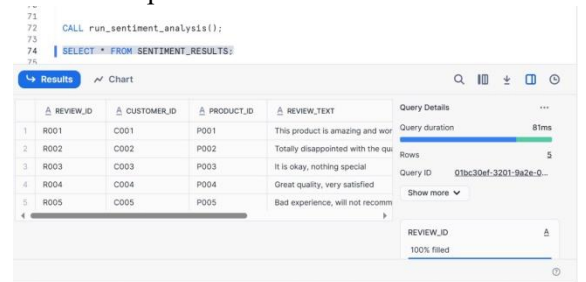 71
72 CALL run_sentiment_analysis();
73
74 SELECT * FROM SENTIMENT_RESULTS;
75
Results Chart
A REVIEW_ID A CUSTOMER_ID A PRODUCT_ID A REVIEW_TEXT
1 R001 C001 P001 This product is amazing and wor
2 R002 C002 P002 Totally disappointed with the qua
3 R003 C003 P003 It is okay, nothing special
4 R004 C004 P004 Great quality, very satisfied
5 R005 C005 P005 Bad experience, will not recomm
Query Details ...
Query duration 81ms
Rows 5
Query ID 01bc30ef-3201-9a2e-0...
Show more
REVIEW_ID A
100% filled